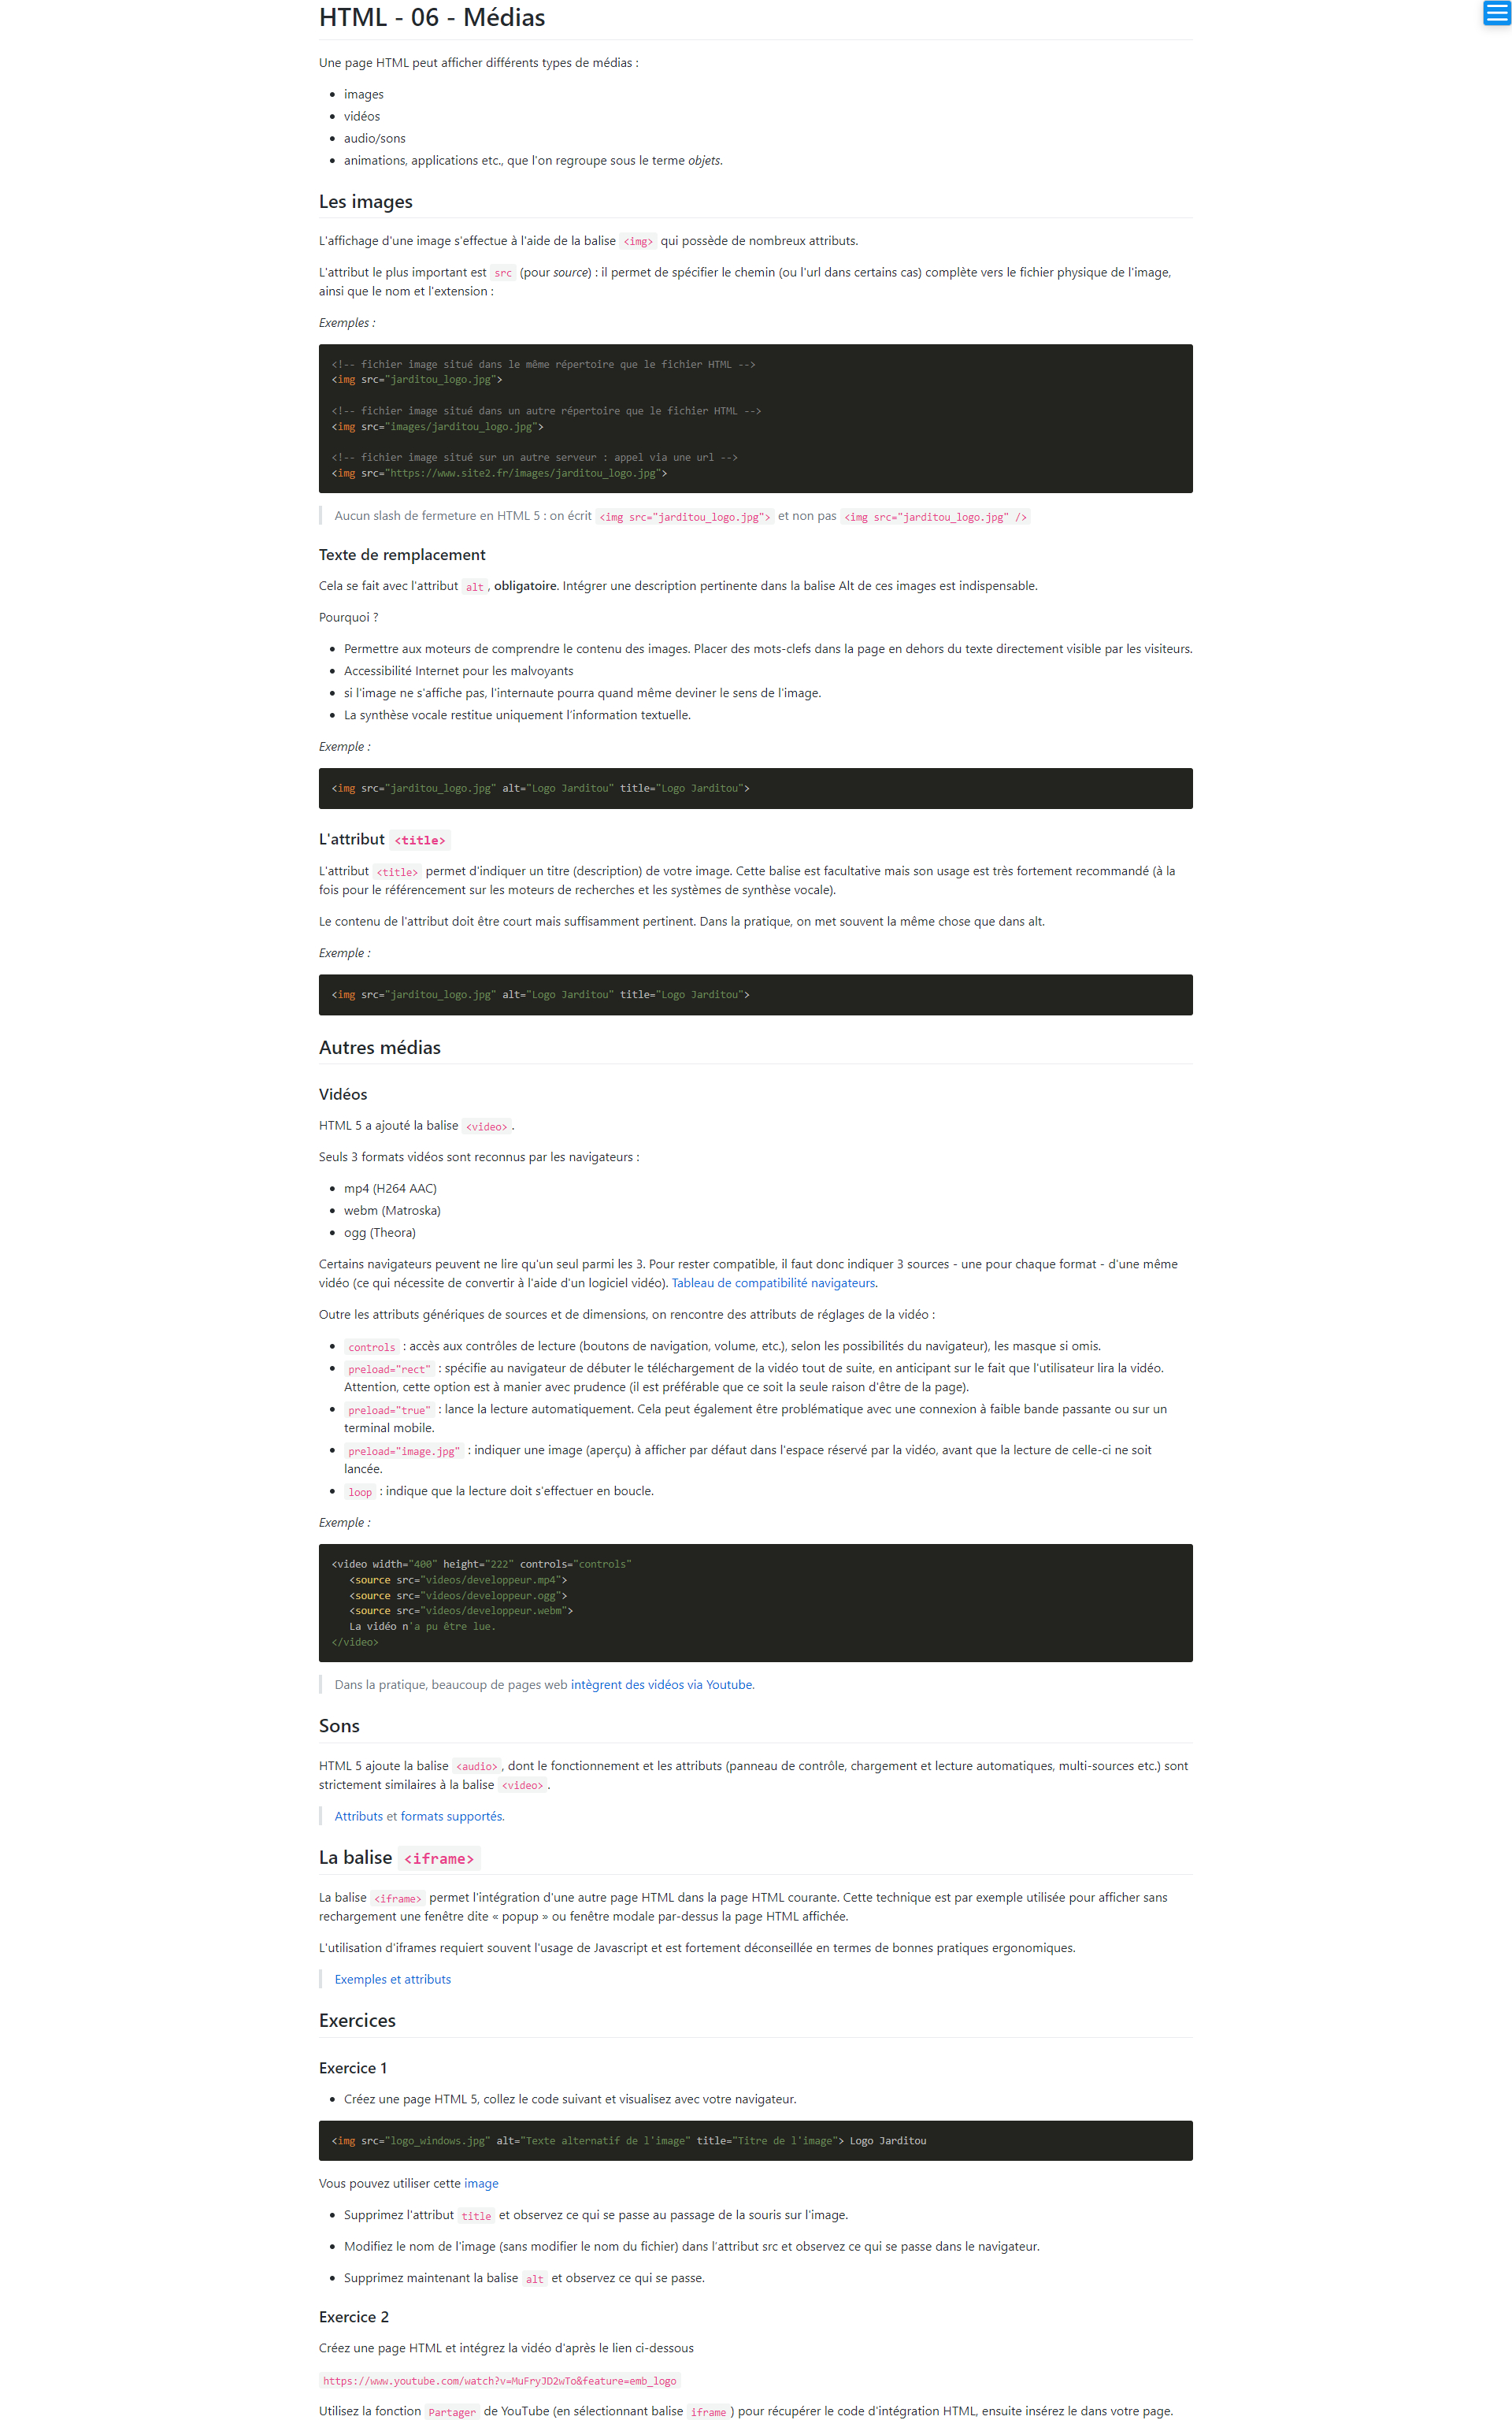 HTML - 06 - Médias
Une page HTML peut afficher différents types de médias :
images
vidéos
audio/sons
animations, applications etc., que l'on regroupe sous le terme objets.
Les images
L'affichage d'une image s'effectue à l'aide de la balise <img> qui possède de nombreux attributs.
L'attribut le plus important est src (pour source) : il permet de spécifier le chemin (ou l'url dans certains cas) complète vers le fichier physique de l'image,
ainsi que le nom et l'extension :
Exemples :
<!-- fichier image situé dans le même répertoire que le fichier HTML -->
<img src="jarditou_logo.jpg">
<!-- fichier image situé dans un autre répertoire que le fichier HTML -->
<img src="images/jarditou_logo.jpg">
<!-- fichier image situé sur un autre serveur : appel via une url -->
<img src="https://www.site2.fr/images/jarditou_logo.jpg">
Aucun slash de fermeture en HTML 5 : on écrit <img src="jarditou_logo.jpg"> et non pas <img src="jarditou_logo.jpg" />
Texte de remplacement
Cela se fait avec l'attribut alt, obligatoire. Intégrer une description pertinente dans la balise Alt de ces images est indispensable.
Pourquoi ?
Permettre aux moteurs de comprendre le contenu des images. Placer des mots-clefs dans la page en dehors du texte directement visible par les visiteurs.
Accessibilité Internet pour les malvoyants
si l'image ne s'affiche pas, l'internaute pourra quand même deviner le sens de l'image.
La synthèse vocale restitue uniquement l'information textuelle.
Exemple :
<img src="jarditou_logo.jpg" alt="Logo Jarditou" title="Logo Jarditou">
L'attribut <title>
L'attribut <title> permet d'indiquer un titre (description) de votre image. Cette balise est facultative mais son usage est très fortement recommandé (à la
fois pour le référencement sur les moteurs de recherches et les systèmes de synthèse vocale).
Le contenu de l'attribut doit être court mais suffisamment pertinent. Dans la pratique, on met souvent la même chose que dans alt.
Exemple :
<img src="jarditou_logo.jpg" alt="Logo Jarditou" title="Logo Jarditou">
Autres médias
Vidéos
HTML 5 a ajouté la balise <video>.
Seuls 3 formats vidéos sont reconnus par les navigateurs :
mp4 (H264 AAC)
webm (Matroska)
ogg (Theora)
Certains navigateurs peuvent ne lire qu'un seul parmi les 3. Pour rester compatible, il faut donc indiquer 3 sources - une pour chaque format - d'une même
vidéo (ce qui nécessite de convertir à l'aide d'un logiciel vidéo). Tableau de compatibilité navigateurs.
Outre les attributs génériques de sources et de dimensions, on rencontre des attributs de réglages de la vidéo :
controls : accès aux contrôles de lecture (boutons de navigation, volume, etc.), selon les possibilités du navigateur), les masque si omis.
preload="rect" : spécifie au navigateur de débuter le téléchargement de la vidéo tout de suite, en anticipant sur le fait que l'utilisateur lira la vidéo.
Attention, cette option est à manier avec prudence (il est préférable que ce soit la seule raison d'être de la page).
preload="true" : lance la lecture automatiquement. Cela peut également être problématique avec une connexion à faible bande passante ou sur un
terminal mobile.
preload="image.jpg" : indiquer une image (aperçu) à afficher par défaut dans l'espace réservé par la vidéo, avant que la lecture de celle-ci ne soit
lancée.
loop : indique que la lecture doit s'effectuer en boucle.
Exemple :
<video width="400" height="222" controls="controls"
<source src="videos/developpeur.mp4">
<source src="videos/developpeur.ogg">
<source src="videos/developpeur.webm">
La vidéo n'a pu être lue.
</video>
Dans la pratique, beaucoup de pages web intègrent des vidéos via Youtube.
Sons
HTML 5 ajoute la balise <audio>, dont le fonctionnement et les attributs (panneau de contrôle, chargement et lecture automatiques, multi-sources etc.) sont
strictement similaires à la balise <video>.
Attributs et formats supportés.
La balise <iframe>
La balise <iframe> permet l'intégration d'une autre page HTML dans la page HTML courante. Cette technique est par exemple utilisée pour afficher sans
rechargement une fenêtre dite « popup » ou fenêtre modale par-dessus la page HTML affichée.
L'utilisation d'iframes requiert souvent l'usage de Javascript et est fortement déconseillée en termes de bonnes pratiques ergonomiques.
Exemples et attributs
Exercices
Exercice 1
Créez une page HTML 5, collez le code suivant et visualisez avec votre navigateur.
<img src="logo_windows.jpg" alt="Texte alternatif de l'image" title="Titre de l'image"> Logo Jarditou
Vous pouvez utiliser cette image
Supprimez l'attribut title et observez ce qui se passe au passage de la souris sur l'image.
Modifiez le nom de l'image (sans modifier le nom du fichier) dans l'attribut src et observez ce qui se passe dans le navigateur.
Supprimez maintenant la balise alt et observez ce qui se passe.
Exercice 2
Créez une page HTML et intégrez la vidéo d'après le lien ci-dessous
https://www.youtube.com/watch?v=MuFryJD2wTo&feature=emb_logo
Utilisez la fonction Partager de YouTube (en sélectionnant balise iframe) pour récupérer le code d'intégration HTML, ensuite insérez le dans votre page.